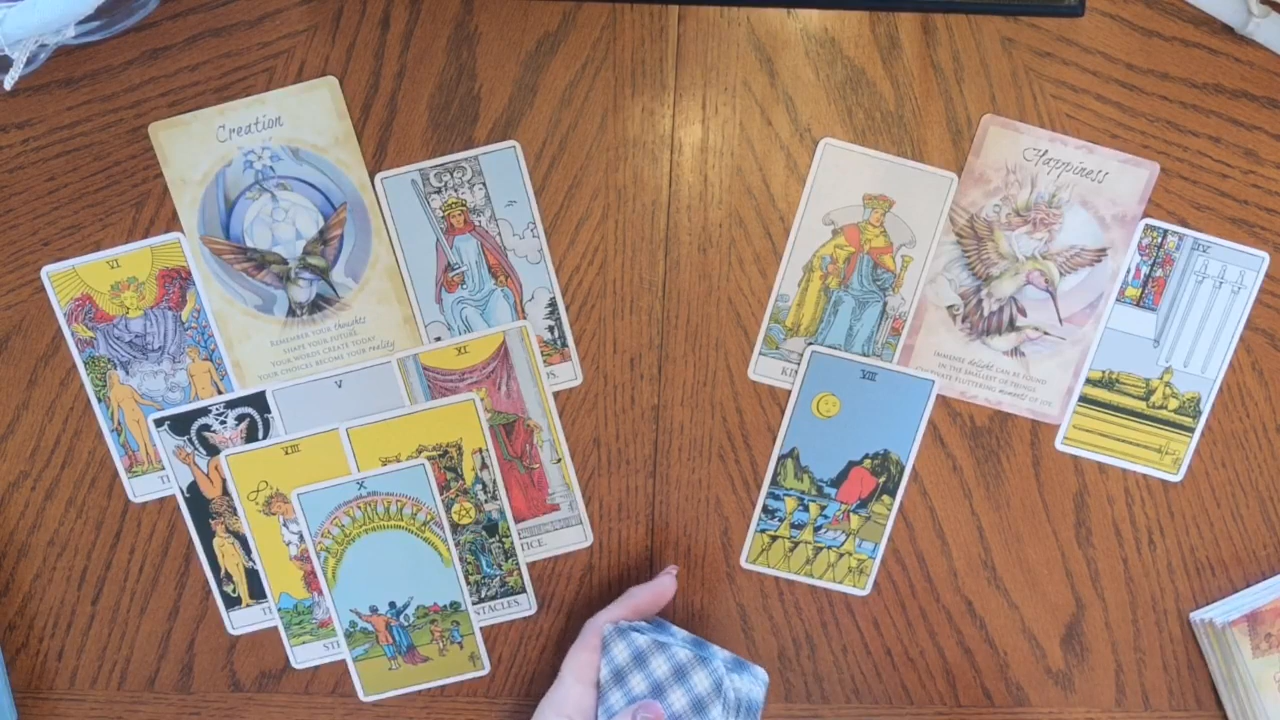 Creation
REMEMBER YOUR thoughts
SHAPE YOUR FUTURE
YOUR WORDS CREATE TODAY
YOUR CHOICES BECOME YOUR reality
VI
V
XI
VIII
X
STACLES.
TICE.
Happiness
IMMENSE delight CAN BE FOUND
IN THE SMALLEST OF THINGS
CULTIVATE FLUTTERING moments OF JOY
IV
KIN
VIII